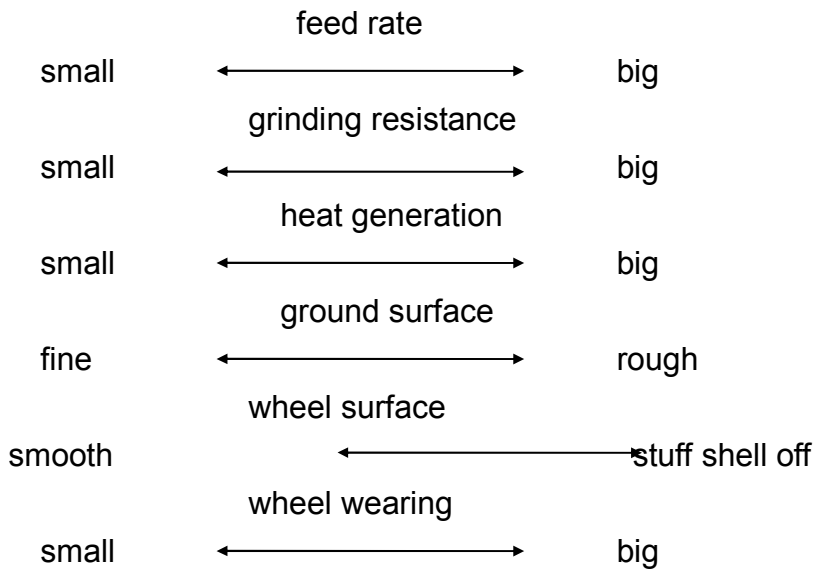 feed rate
small big
grinding resistance
small big
heat generation
small big
ground surface
fine rough
wheel surface
smooth stuff shell off
wheel wearing
small big